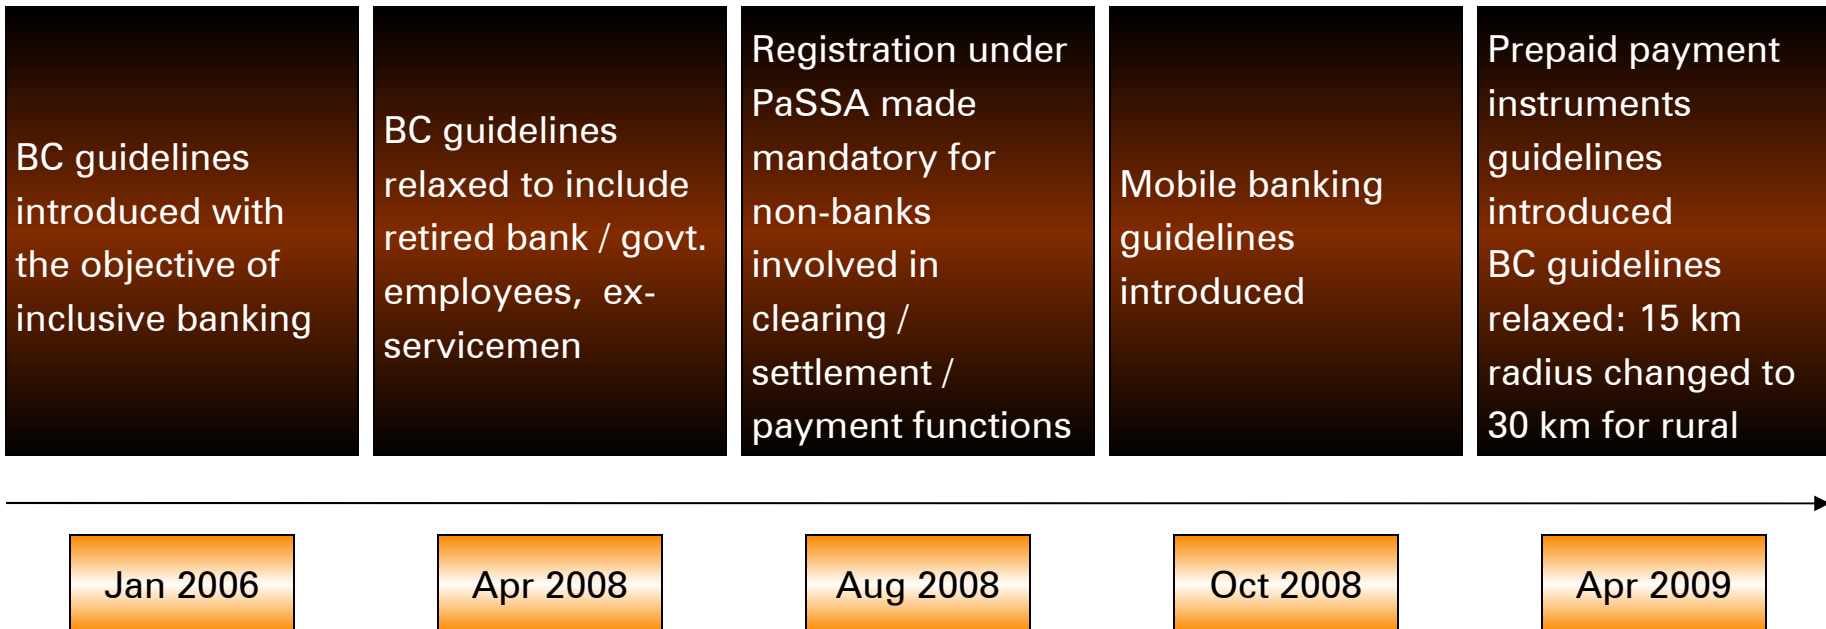 BC guidelines
introduced with
the objective of
inclusive banking
BC guidelines
relaxed to include
retired bank / govt.
employees,  ex-
servicemen
Registration under
PaSSA made
mandatory for
non-banks
involved in
clearing /
settlement /
payment functions
Mobile banking
guidelines
introduced
Prepaid payment
instruments
guidelines
introduced
BC guidelines
relaxed: 15 km
radius changed to
30 km for rural
Jan 2006
Apr 2008
Aug 2008
Oct 2008
Apr 2009